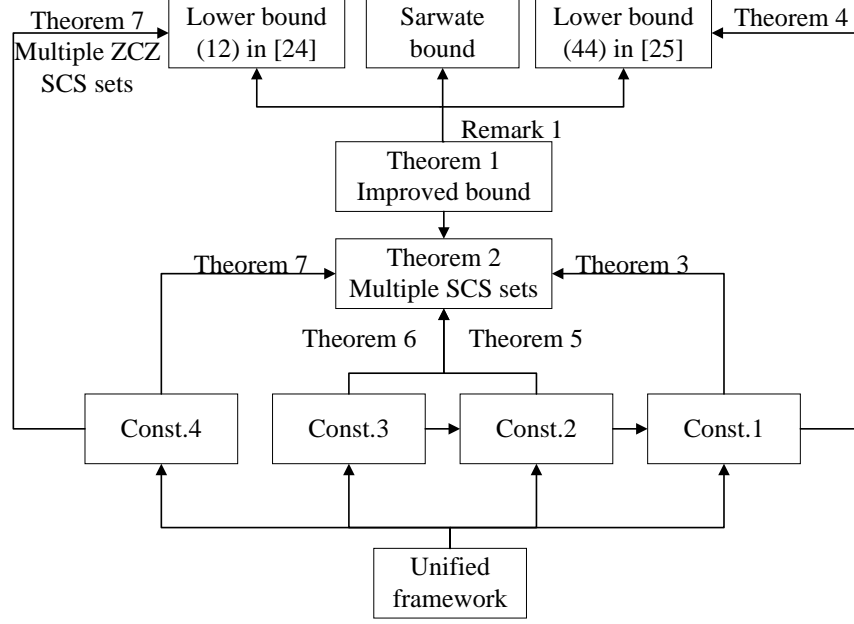 Theorem 7
Multiple ZCZ
SCS sets
Lower bound
(12) in [24]
Sarwate
bound
Lower bound
(44) in [25]
Theorem 4
Remark 1
Theorem 1
Improved bound
Theorem 7
Theorem 2
Multiple SCS sets
Theorem 3
Theorem 6
Theorem 5
Const.4
Const.3
Const.2
Const.1
Unified
framework